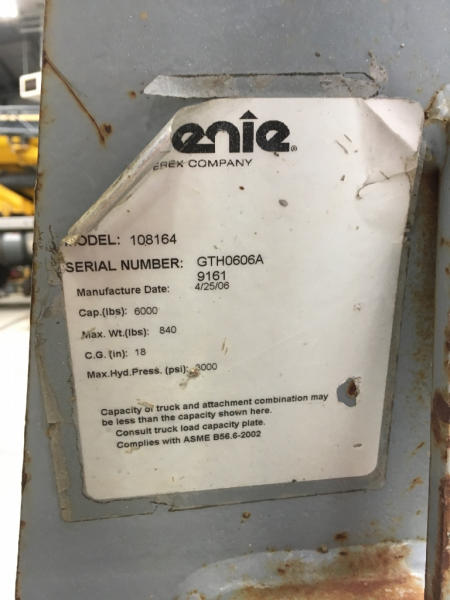 enie
EREX COMPANY
MODEL: 108164
SERIAL NUMBER: GTH0606A
9161
Manufacture Date: 4/25/06
Cap.(lbs): 6000
Max. Wt.(lbs): 840
C.G. (in): 18
Max.Hyd.Press. (psi): 3000
Capacity of truck and attachment combination may
be less than the capacity shown here.
Consult truck load capacity plate.
Complies with ASME B56.6-2002